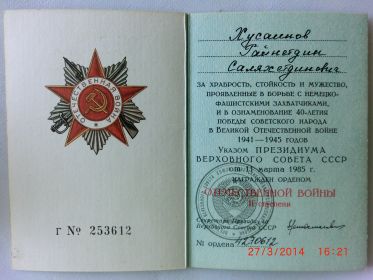 ОТЕЧЕСТВЕННАЯ ВОЙНА
Г № 253612
Хусаинов
Гайнетдин
Саляхетдинович
ЗА ХРАБРОСТЬ, СТОЙКОСТЬ И МУЖЕСТВО,
ПРОЯВЛЕННЫЕ В БОРЬБЕ С НЕМЕЦКО-
ФАШИСТСКИМИ ЗАХВАТЧИКАМИ,
И В ОЗНАМЕНОВАНИЕ 40-ЛЕТИЯ
ПОБЕДЫ СОВЕТСКОГО НАРОДА
В ВЕЛИКОЙ ОТЕЧЕСТВЕННОЙ ВОЙНЕ
1941—1945 ГОДОВ
УКАЗОМ ПРЕЗИДИУМА
ВЕРХОВНОГО СОВЕТА СССР
от 11 марта 1985 г.
НАГРАЖДЕН ОРДЕНОМ
ОТЕЧЕСТВЕННОЙ ВОЙНЫ
II степени
Секретарь Президиума
Верховного Совета СССР
№ ордена
27/3/2014 16:21